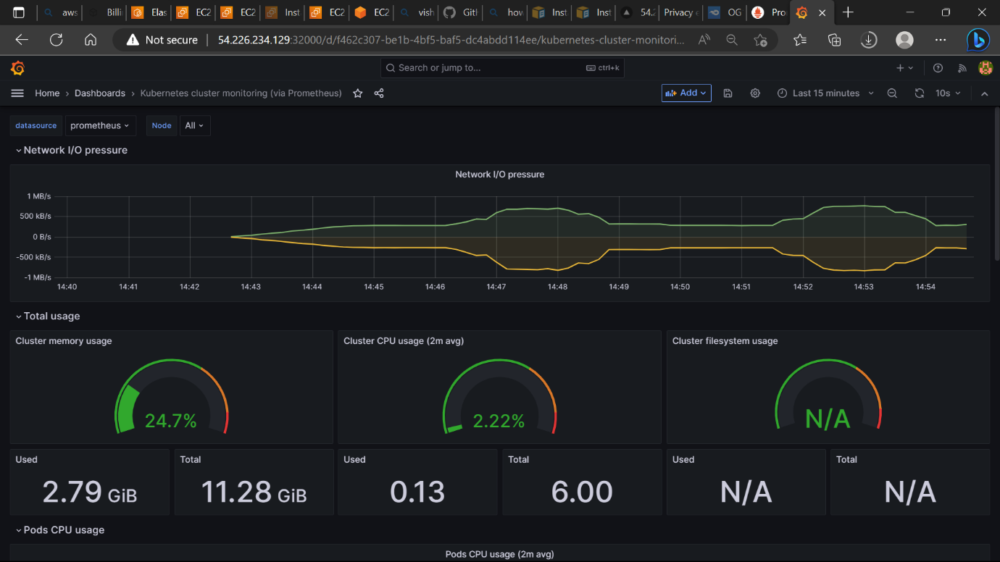 aws Billi Elas EC2 EC2 Inst EC2 EC2 vish Gith how Inst Inst 54.2 Privacy OG Pro
Not secure 54.226.234.129:32000/d/f462c307-be1b-4bf5-baf5-dc4abdd114ee/kubernetes-cluster-monitori...
Search or jump to... ctrl+k
Home > Dashboards > Kubernetes cluster monitoring (via Prometheus) Add Last 15 minutes 10s
datasource prometheus Node All
Network I/O pressure
Network I/O pressure
1 MB/s
500 kB/s
0 B/s
-500 kB/s
-1 MB/s
14:40 14:41 14:42 14:43 14:44 14:45 14:46 14:47 14:48 14:49 14:50 14:51 14:52 14:53 14:54
Total usage
Cluster memory usage Cluster CPU usage (2m avg) Cluster filesystem usage
24.7% 2.22% N/A
Used Total Used Total Used Total
2.79 GiB 11.28 GiB 0.13 6.00 N/A N/A
Pods CPU usage
Pods CPU usage (2m avg)